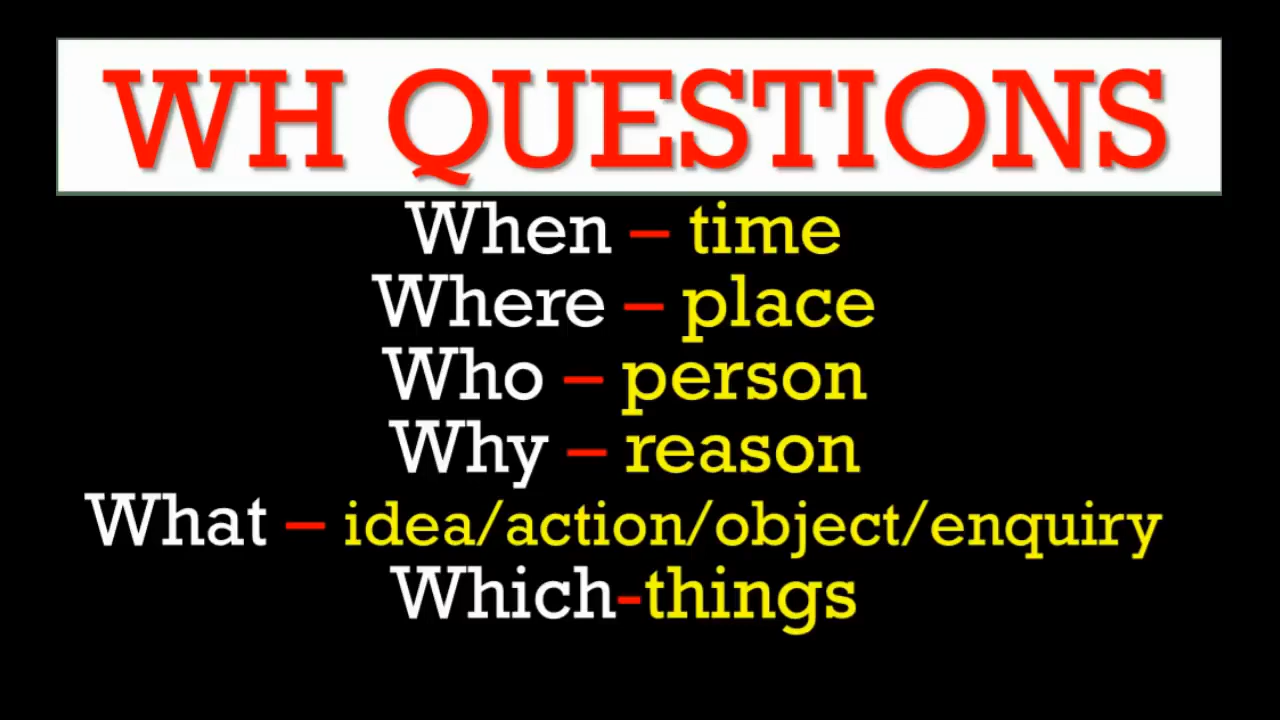 WH QUESTIONS
When – time
Where – place
Who – person
Why – reason
What – idea/action/object/enquiry
Which-things